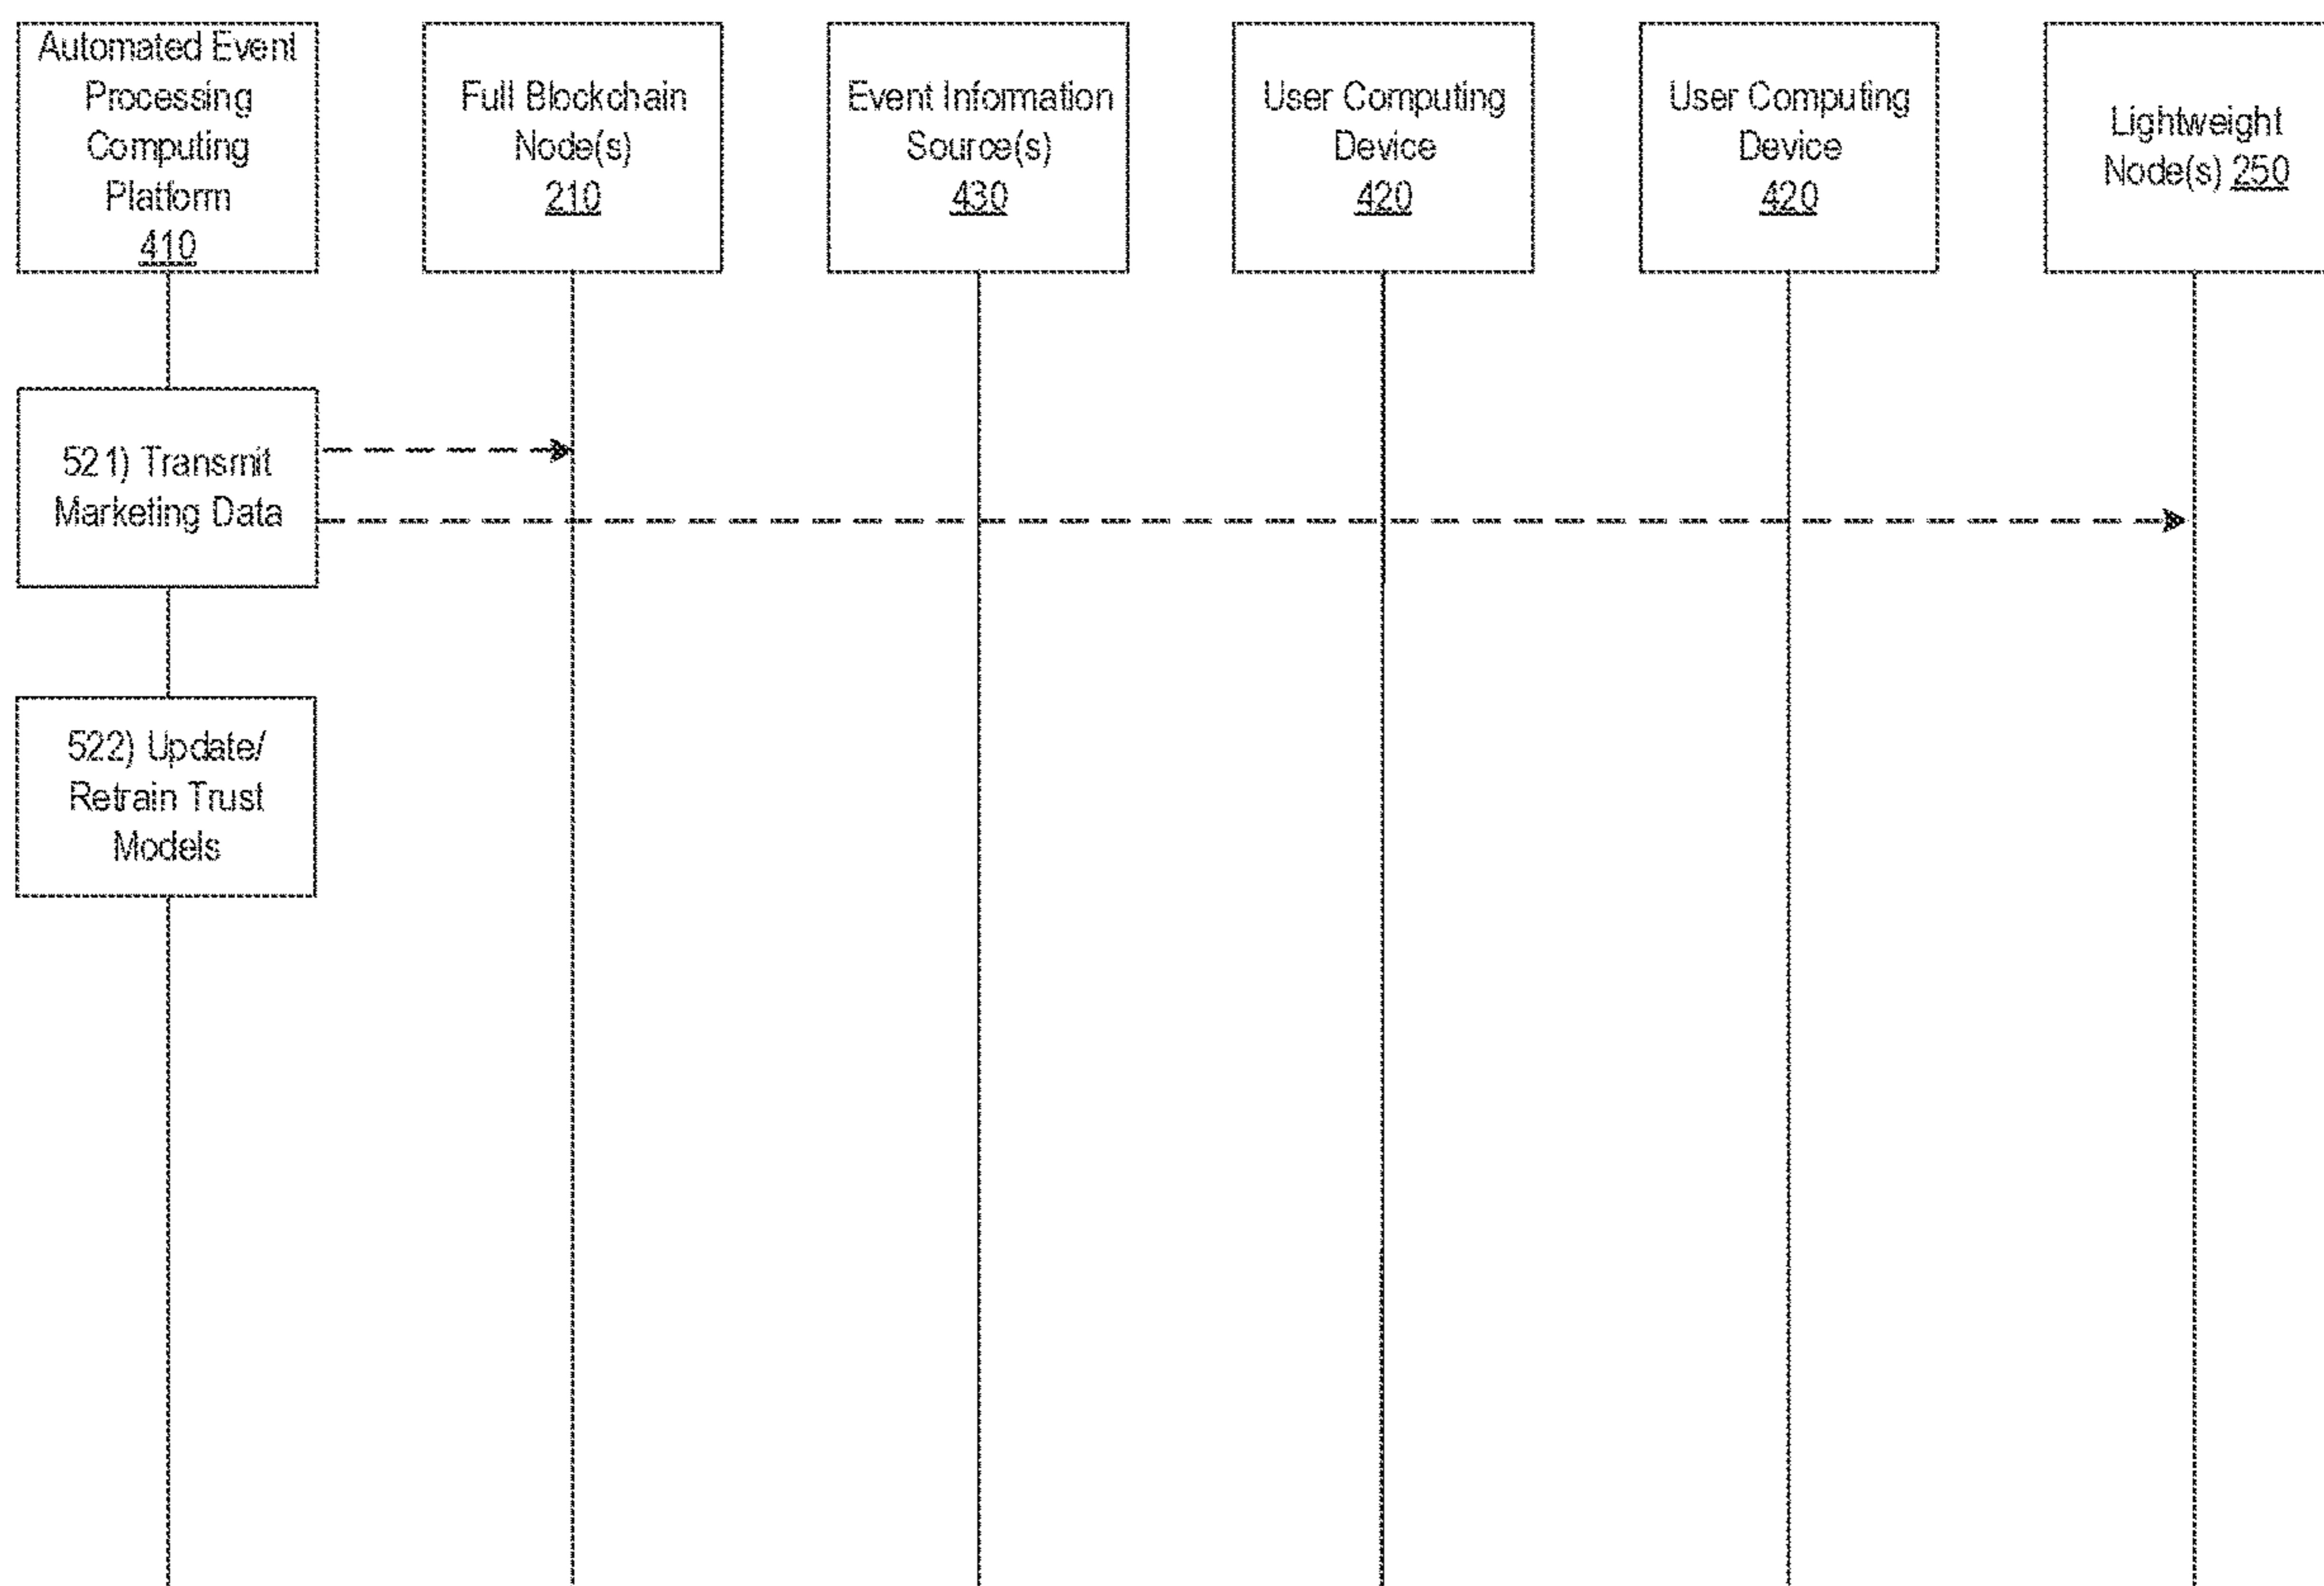 Automated Event
Processing
Computing
Platform
410
Full Blockchain
Node(s)
210
Event Information
Source(s)
430
User Computing
Device
420
User Computing
Device
420
Lightweight
Node(s) 250
521) Transmit
Marketing Data
522) Update/
Retrain Trust
Models